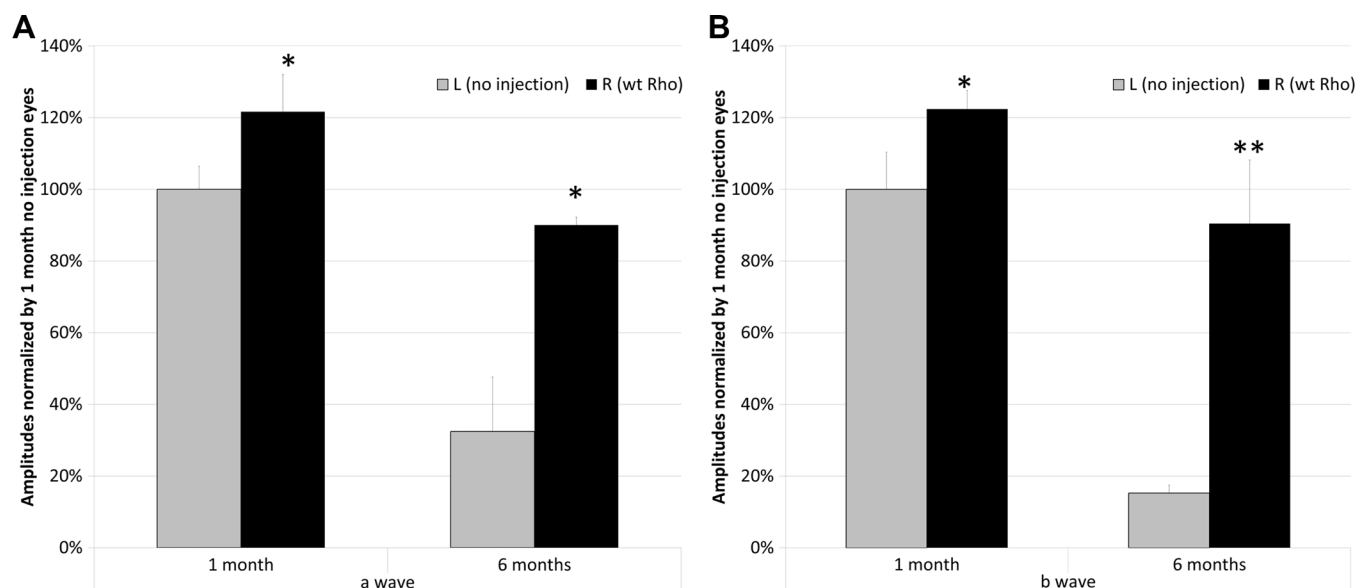 A
Amplitudes normalized by 1 month no injection eyes
140%
120%
100%
80%
60%
40%
20%
0%
L (no injection) R (wt Rho)
*
*
1 month 6 months
a wave
B
Amplitudes normalized by 1 month no injection eyes
140%
120%
100%
80%
60%
40%
20%
0%
L (no injection) R (wt Rho)
*
**
1 month 6 months
b wave